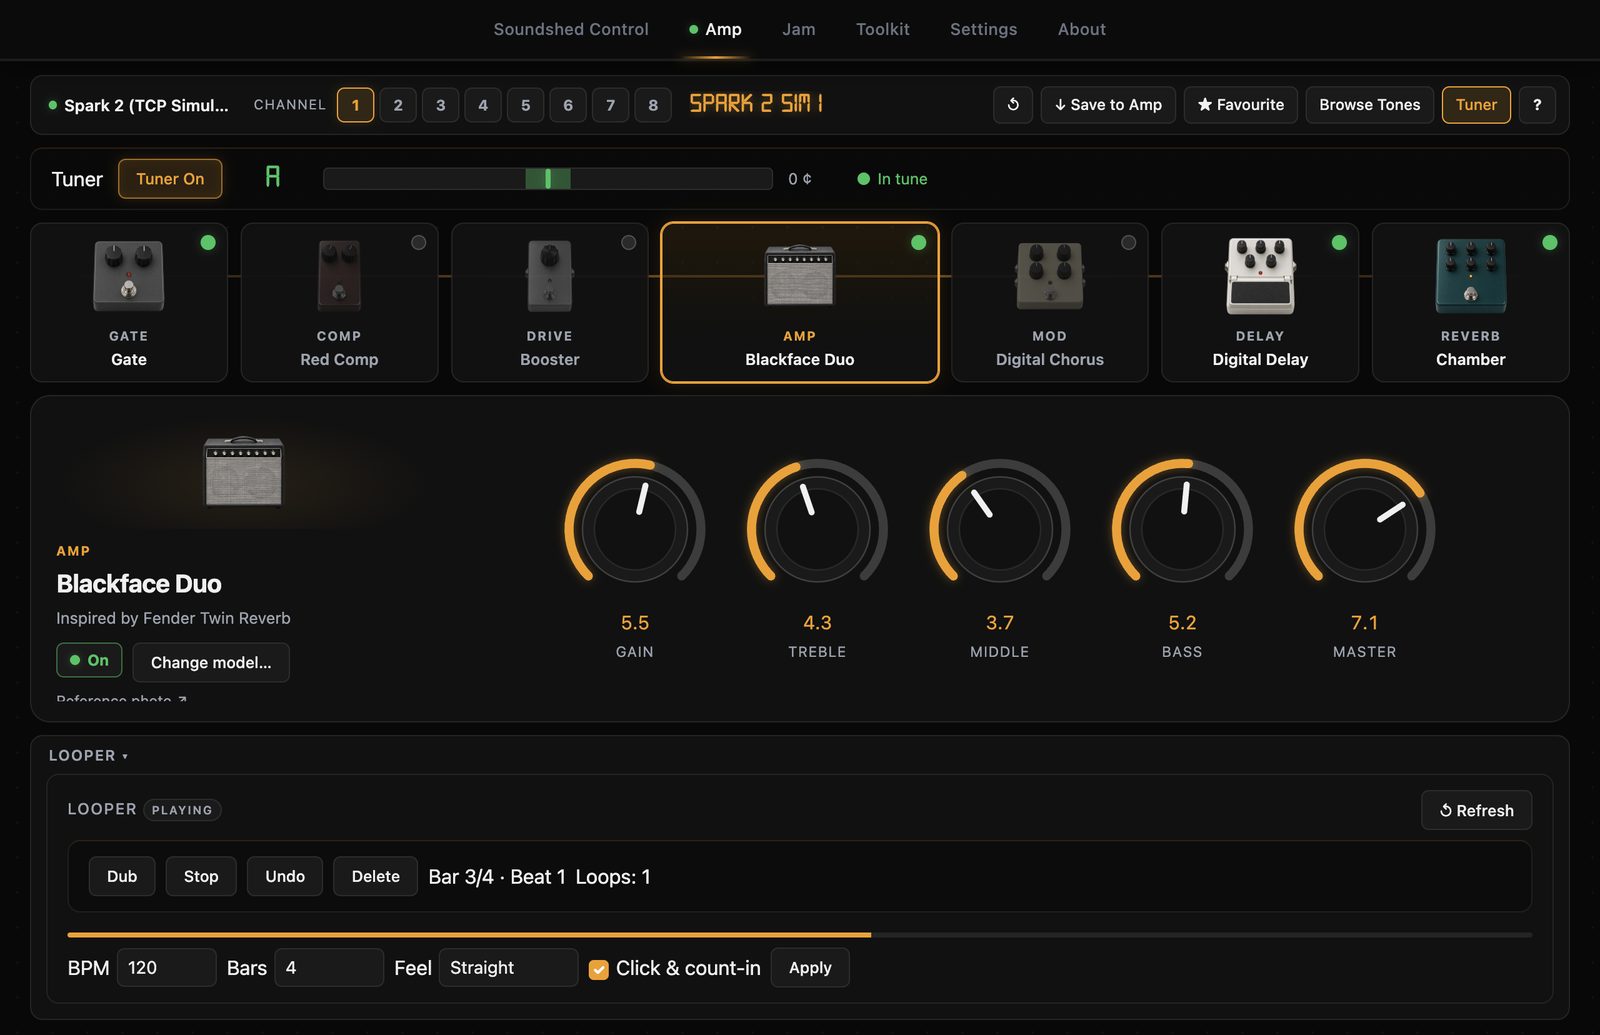 Soundshed Control Amp Jam Toolkit Settings About
Spark 2 (TCP Simul... CHANNEL 1 2 3 4 5 6 7 8 SPARK 2 SIM 1 ↓ Save to Amp ★ Favourite Browse Tones Tuner ?
Tuner Tuner On A 0 ¢ In tune
GATE
Gate
COMP
Red Comp
DRIVE
Booster
AMP
Blackface Duo
MOD
Digital Chorus
DELAY
Digital Delay
REVERB
Chamber
AMP
Blackface Duo
Inspired by Fender Twin Reverb
On Change model...
Reference photo ↗
5.5 4.3 3.7 5.2 7.1
GAIN TREBLE MIDDLE BASS MASTER
LOOPER ▾
LOOPER PLAYING Refresh
Dub Stop Undo Delete Bar 3/4 · Beat 1 Loops: 1
BPM 120 Bars 4 Feel Straight Click & count-in Apply